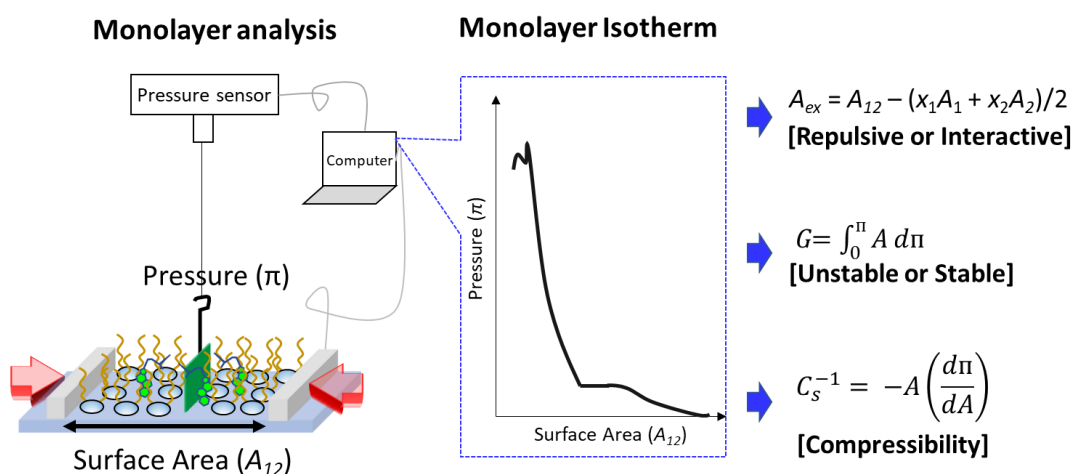 Monolayer analysis
Pressure sensor
Computer
Pressure (π)
Surface Area (A₁₂)
Monolayer Isotherm
Pressure (π)
Surface Area (A₁₂)
Aₑₓ = A₁₂ – (x₁A₁ + x₂A₂)/2
[Repulsive or Interactive]
G= ∫₀^π A dπ
[Unstable or Stable]
Cₛ⁻¹ = −A (dπ/dA)
[Compressibility]